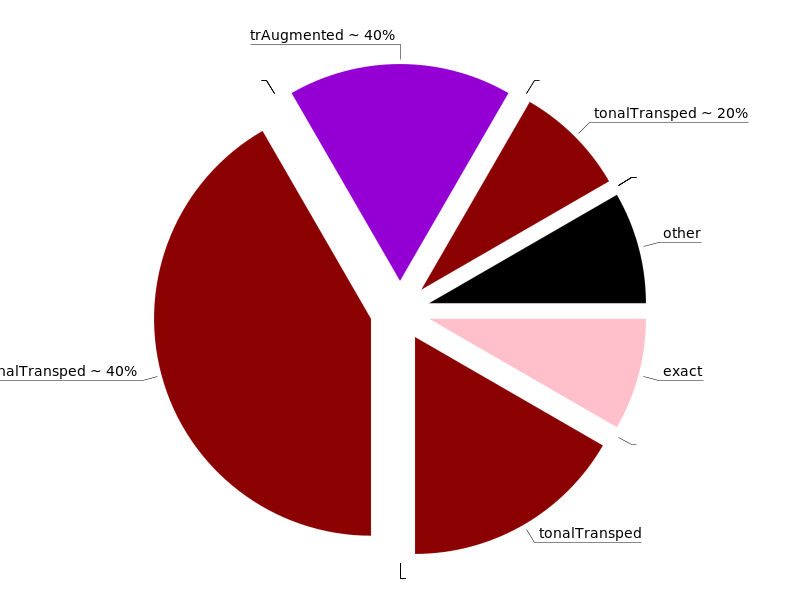 trAugmented ~ 40%
tonalTransped ~ 20%
other
nalTransped ~ 40%
exact
tonalTransped